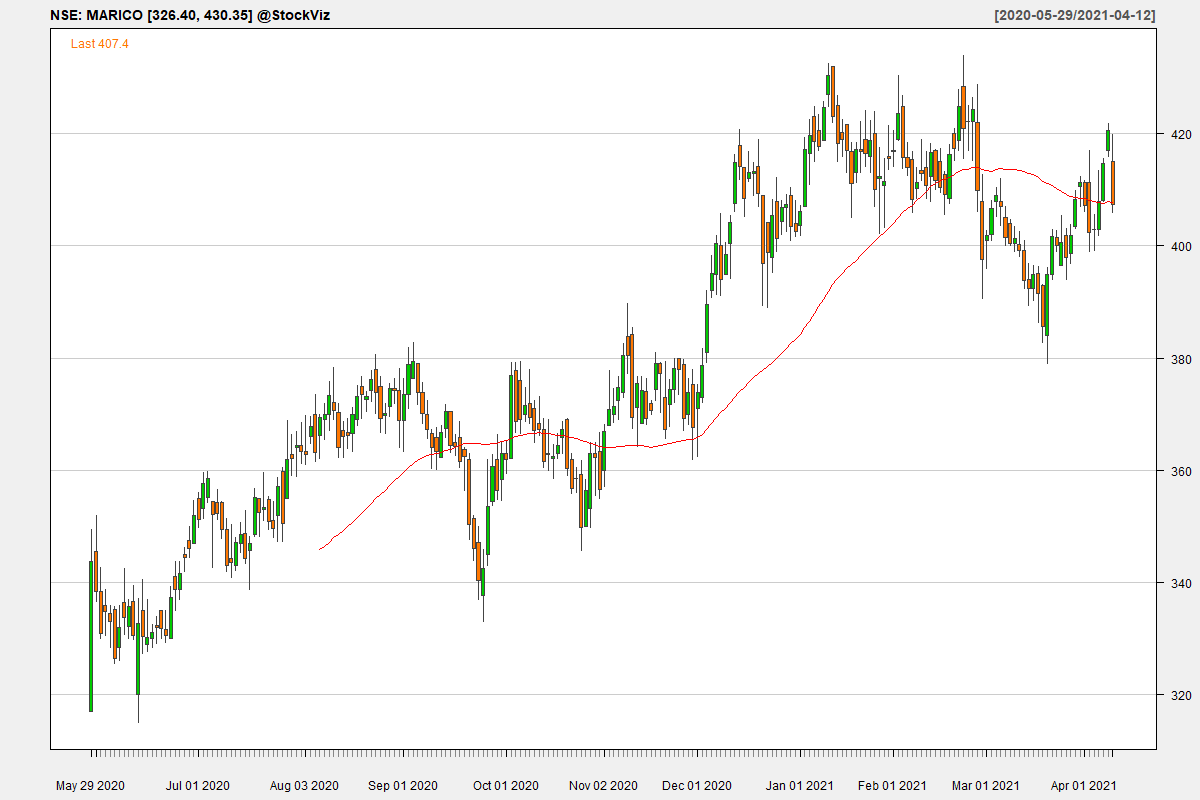 NSE: MARICO [326.40, 430.35] @StockViz
[2020-05-29/2021-04-12]
Last 407.4
420
400
380
360
340
320
May 29 2020 Jul 01 2020 Aug 03 2020 Sep 01 2020 Oct 01 2020 Nov 02 2020 Dec 01 2020 Jan 01 2021 Feb 01 2021 Mar 01 2021 Apr 01 2021